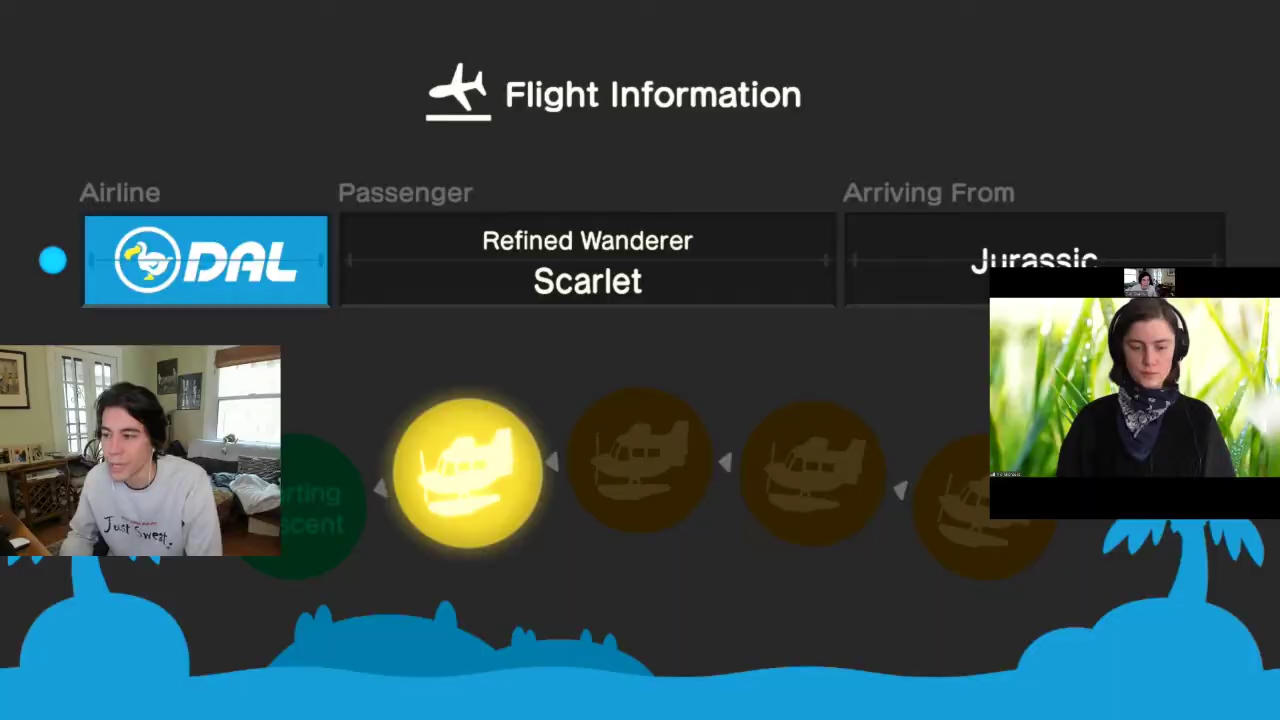 Flight Information
Airline
Passenger
Arriving From
DAL
Refined Wanderer
Scarlet
Jurassic
Just Sweat.